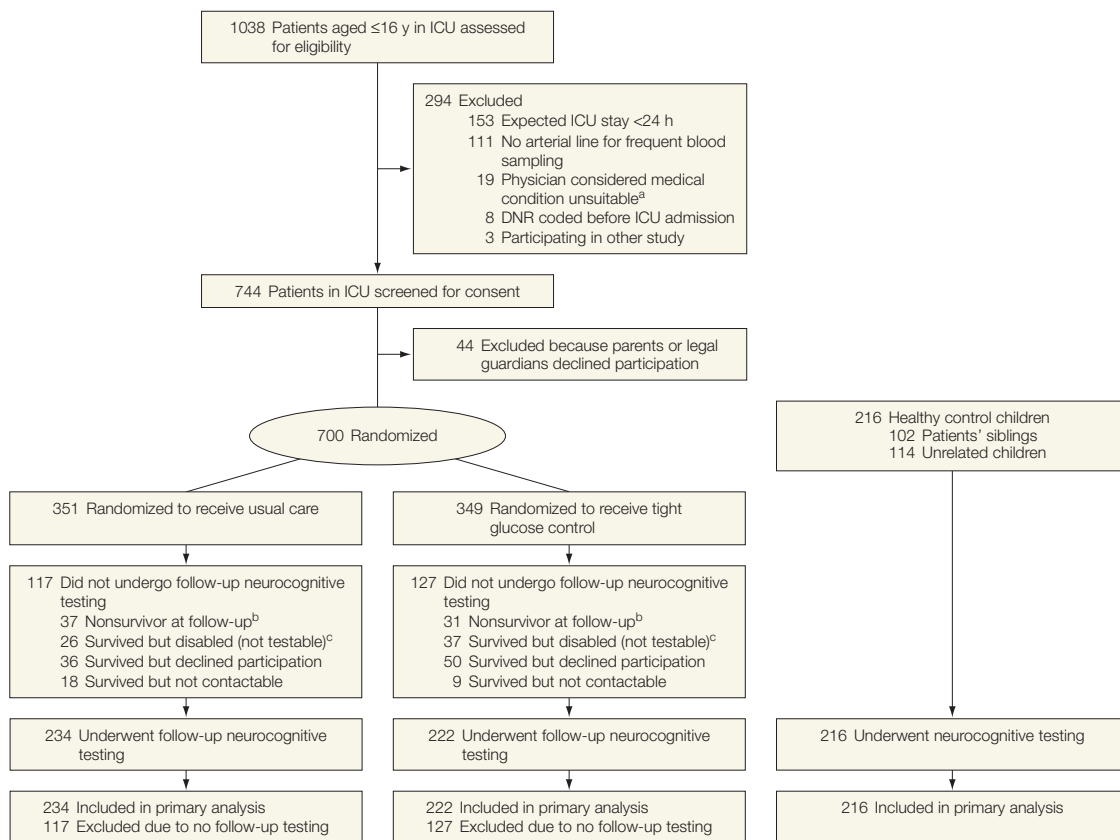 1038 Patients aged ≤16 y in ICU assessed
for eligibility
294 Excluded
153 Expected ICU stay <24 h
111 No arterial line for frequent blood
sampling
19 Physician considered medical
condition unsuitableᵃ
8 DNR coded before ICU admission
3 Participating in other study
744 Patients in ICU screened for consent
44 Excluded because parents or legal
guardians declined participation
700 Randomized
216 Healthy control children
102 Patients' siblings
114 Unrelated children
351 Randomized to receive usual care
349 Randomized to receive tight
glucose control
117 Did not undergo follow-up neurocognitive
testing
37 Nonsurvivor at follow-upᵇ
26 Survived but disabled (not testable)ᶜ
36 Survived but declined participation
18 Survived but not contactable
127 Did not undergo follow-up neurocognitive
testing
31 Nonsurvivor at follow-upᵇ
37 Survived but disabled (not testable)ᶜ
50 Survived but declined participation
9 Survived but not contactable
234 Underwent follow-up neurocognitive
testing
222 Underwent follow-up neurocognitive
testing
216 Underwent neurocognitive testing
234 Included in primary analysis
117 Excluded due to no follow-up testing
222 Included in primary analysis
127 Excluded due to no follow-up testing
216 Included in primary analysis